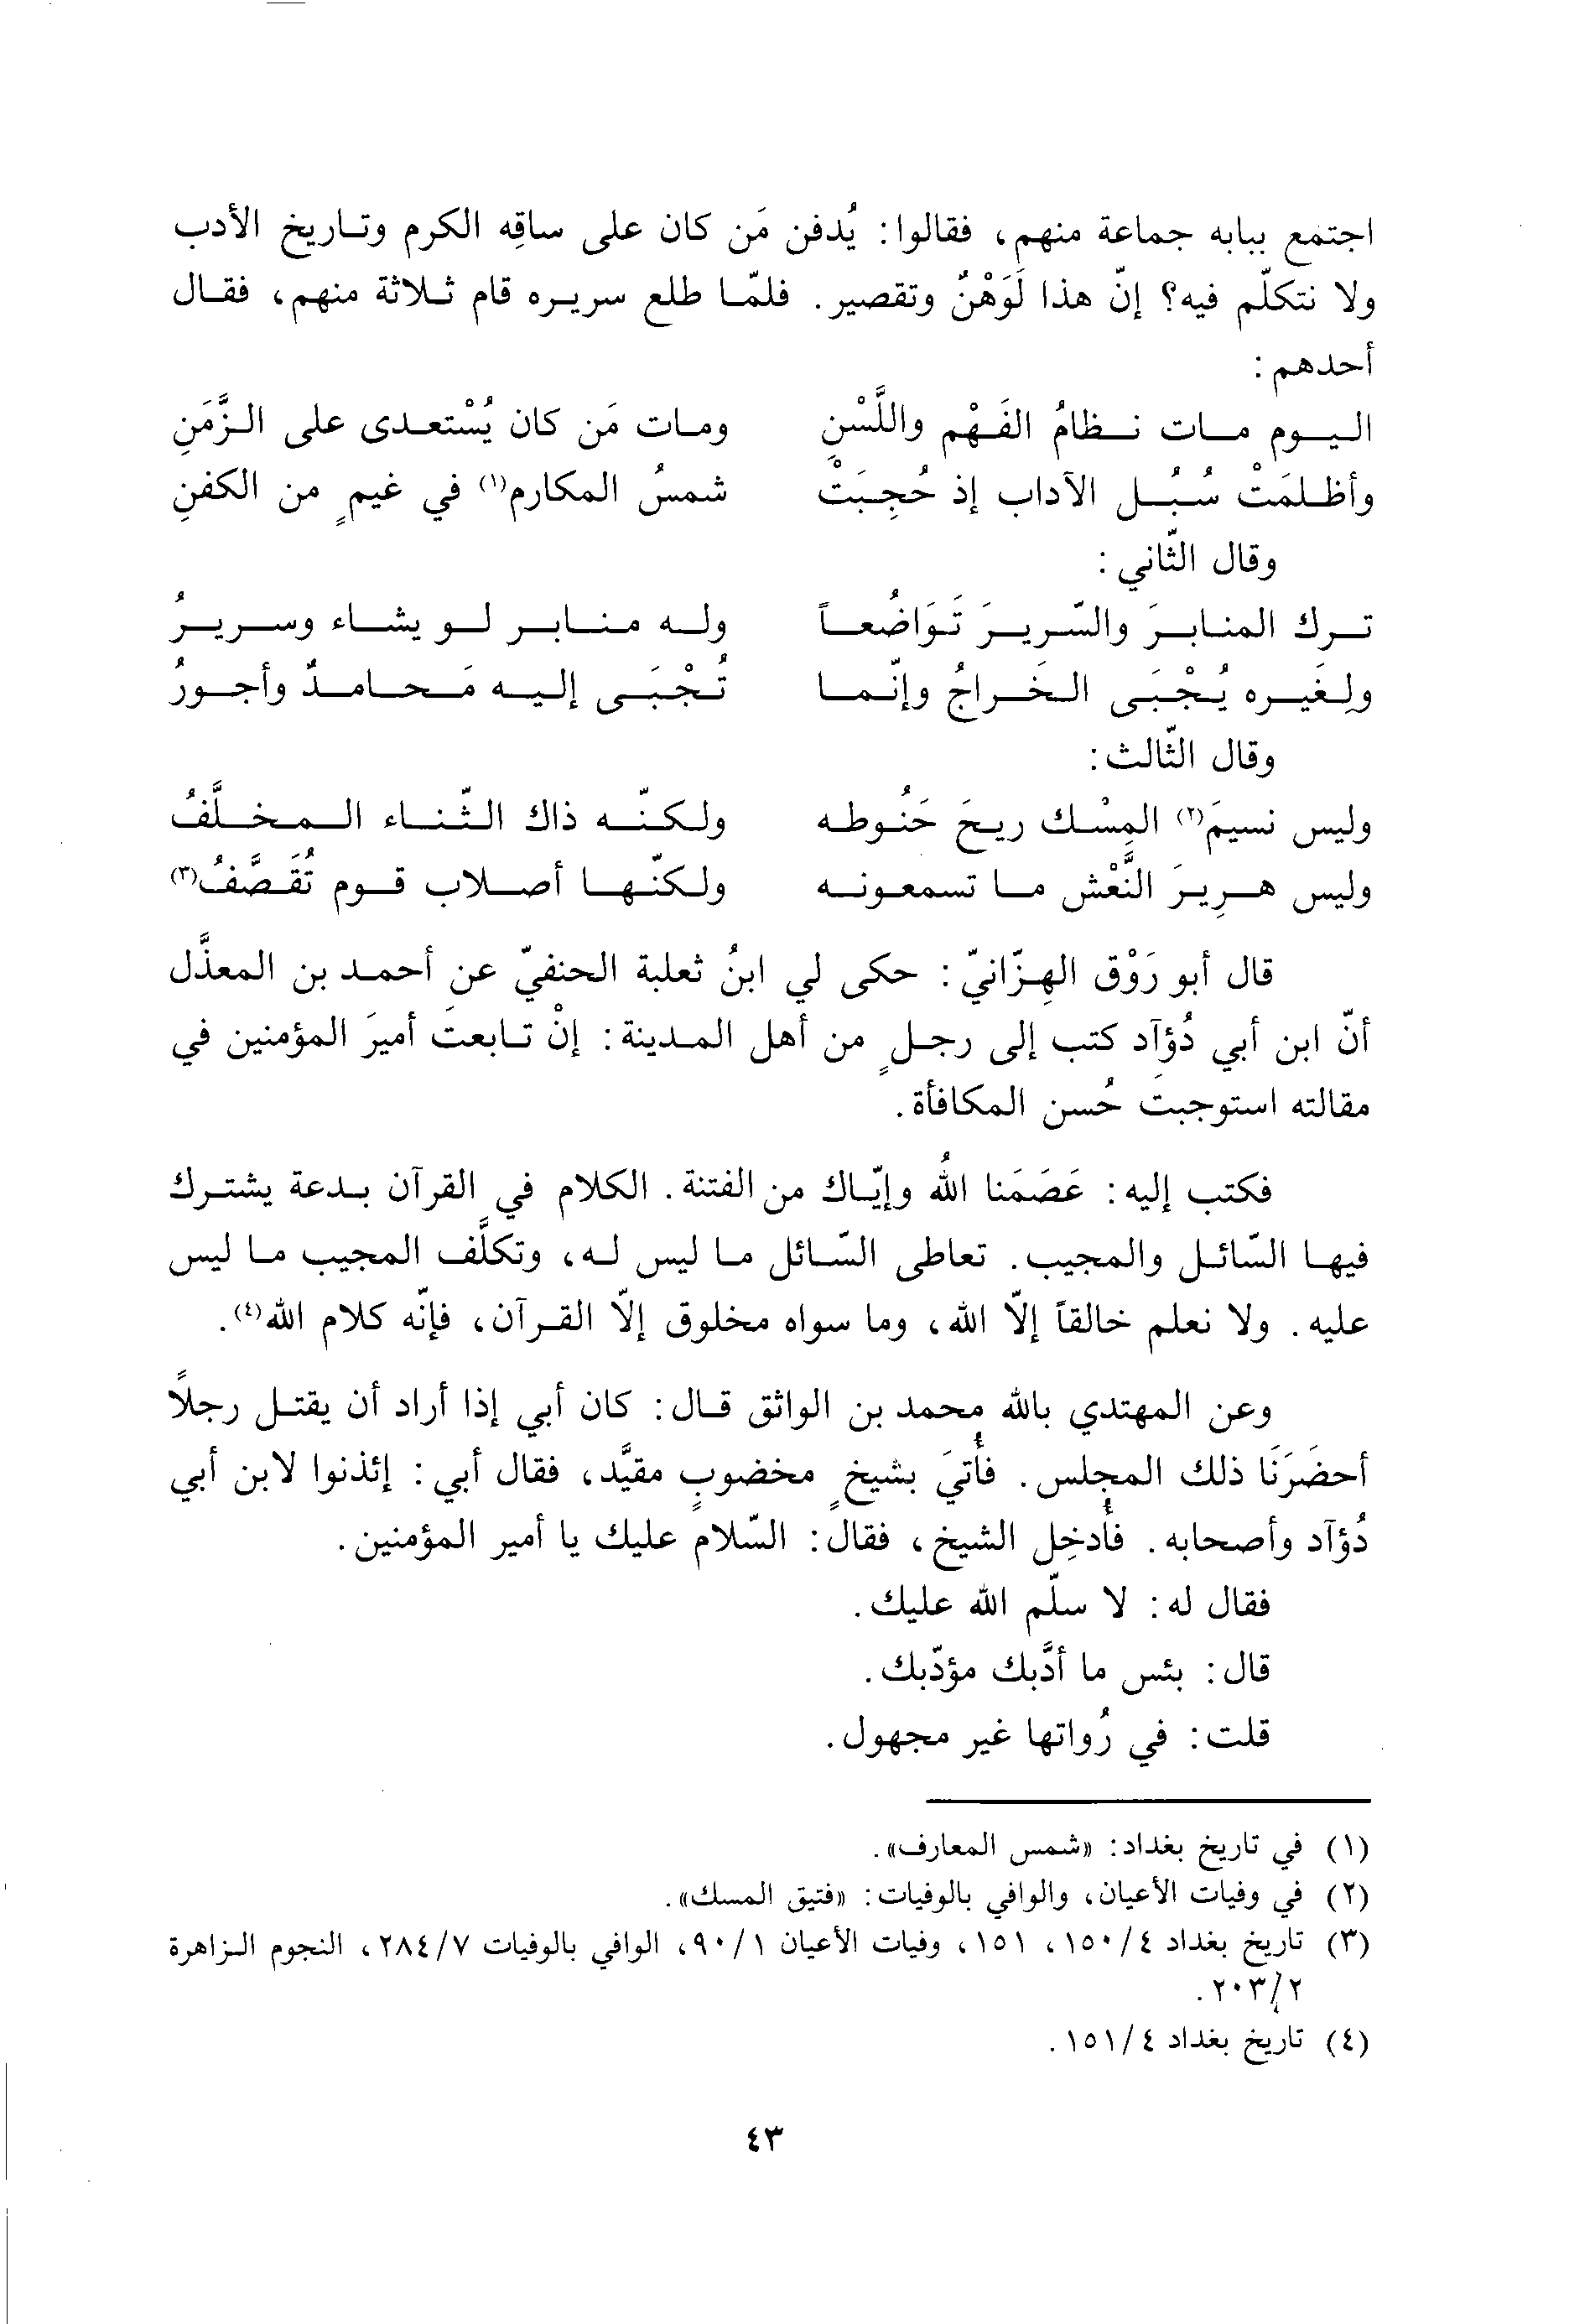 اجتمع ببابه جماعة منهم، فقالوا: يُدفن مَن كان على ساقِه الكرم وتاريخ الأدب
ولا نتكلّم فيه؟ إنّ هذا لَوَهْنٌ وتقصير. فلمّا طلع سريره قام ثلاثة منهم، فقال
أحدهم:
اليوم مات نظامُ الفَهْم واللَّسْنِ ومات مَن كان يُسْتعدى على الزَّمَنِ
وأظلمَتْ سُبُل الآداب إذ حُجِبَتْ شمسُ المكارم(١) في غيمٍ من الكفنِ
وقال الثّاني:
ترك المنابرَ والسّريرَ تَوَاضُعاً وله منابر لو يشاء وسريرُ
ولِغَيره يُجْبَى الخَراجُ وإنّما تُجْبَى إليه مَحامدٌ وأجورُ
وقال الثّالث:
وليس نسيمَ(٢) المِسْك ريحَ حَنُوطه ولكنّه ذاك الثّناء المخلَّفُ
وليس هرِيرَ النَّعْش ما تسمعونه ولكنّها أصلاب قوم تُقَصَّفُ(٣)
قال أبو رَوْق الهِزّانيّ: حكى لي ابنُ ثعلبة الحنفيّ عن أحمد بن المعذَّل
أنّ ابن أبي دُؤآد كتب إلى رجلٍ من أهل المدينة: إنْ تابعتَ أميرَ المؤمنين في
مقالته استوجبتَ حُسن المكافأة.
فكتب إليه: عَصَمَنا اللهُ وإيّاك من الفتنة. الكلام في القرآن بدعة يشترك
فيها السّائل والمجيب. تعاطى السّائل ما ليس له، وتكلَّف المجيب ما ليس
عليه. ولا نعلم خالقاً إلّا الله، وما سواه مخلوق إلّا القرآن، فإنّه كلام الله(٤).
وعن المهتدي بالله محمد بن الواثق قال: كان أبي إذا أراد أن يقتل رجلًا
أحضَرَنَا ذلك المجلس. فأُتيَ بشيخٍ مخضوبٍ مقيَّد، فقال أبي: إئذنوا لابن أبي
دُؤآد وأصحابه. فأُدخِل الشيخ، فقال: السّلام عليك يا أمير المؤمنين.
فقال له: لا سلّم الله عليك.
قال: بئس ما أدَّبك مؤدّبك.
قلت: في رُواتها غير مجهول.
(١) في تاريخ بغداد: «شمس المعارف».
(٢) في وفيات الأعيان، والوافي بالوفيات: «فتيق المسك».
(٣) تاريخ بغداد ٤/١٥٠، ١٥١، وفيات الأعيان ١/٩٠، الوافي بالوفيات ٧/٢٨٤، النجوم الزاهرة
٢/٢٠٣.
(٤) تاريخ بغداد ٤/١٥١.
٤٣